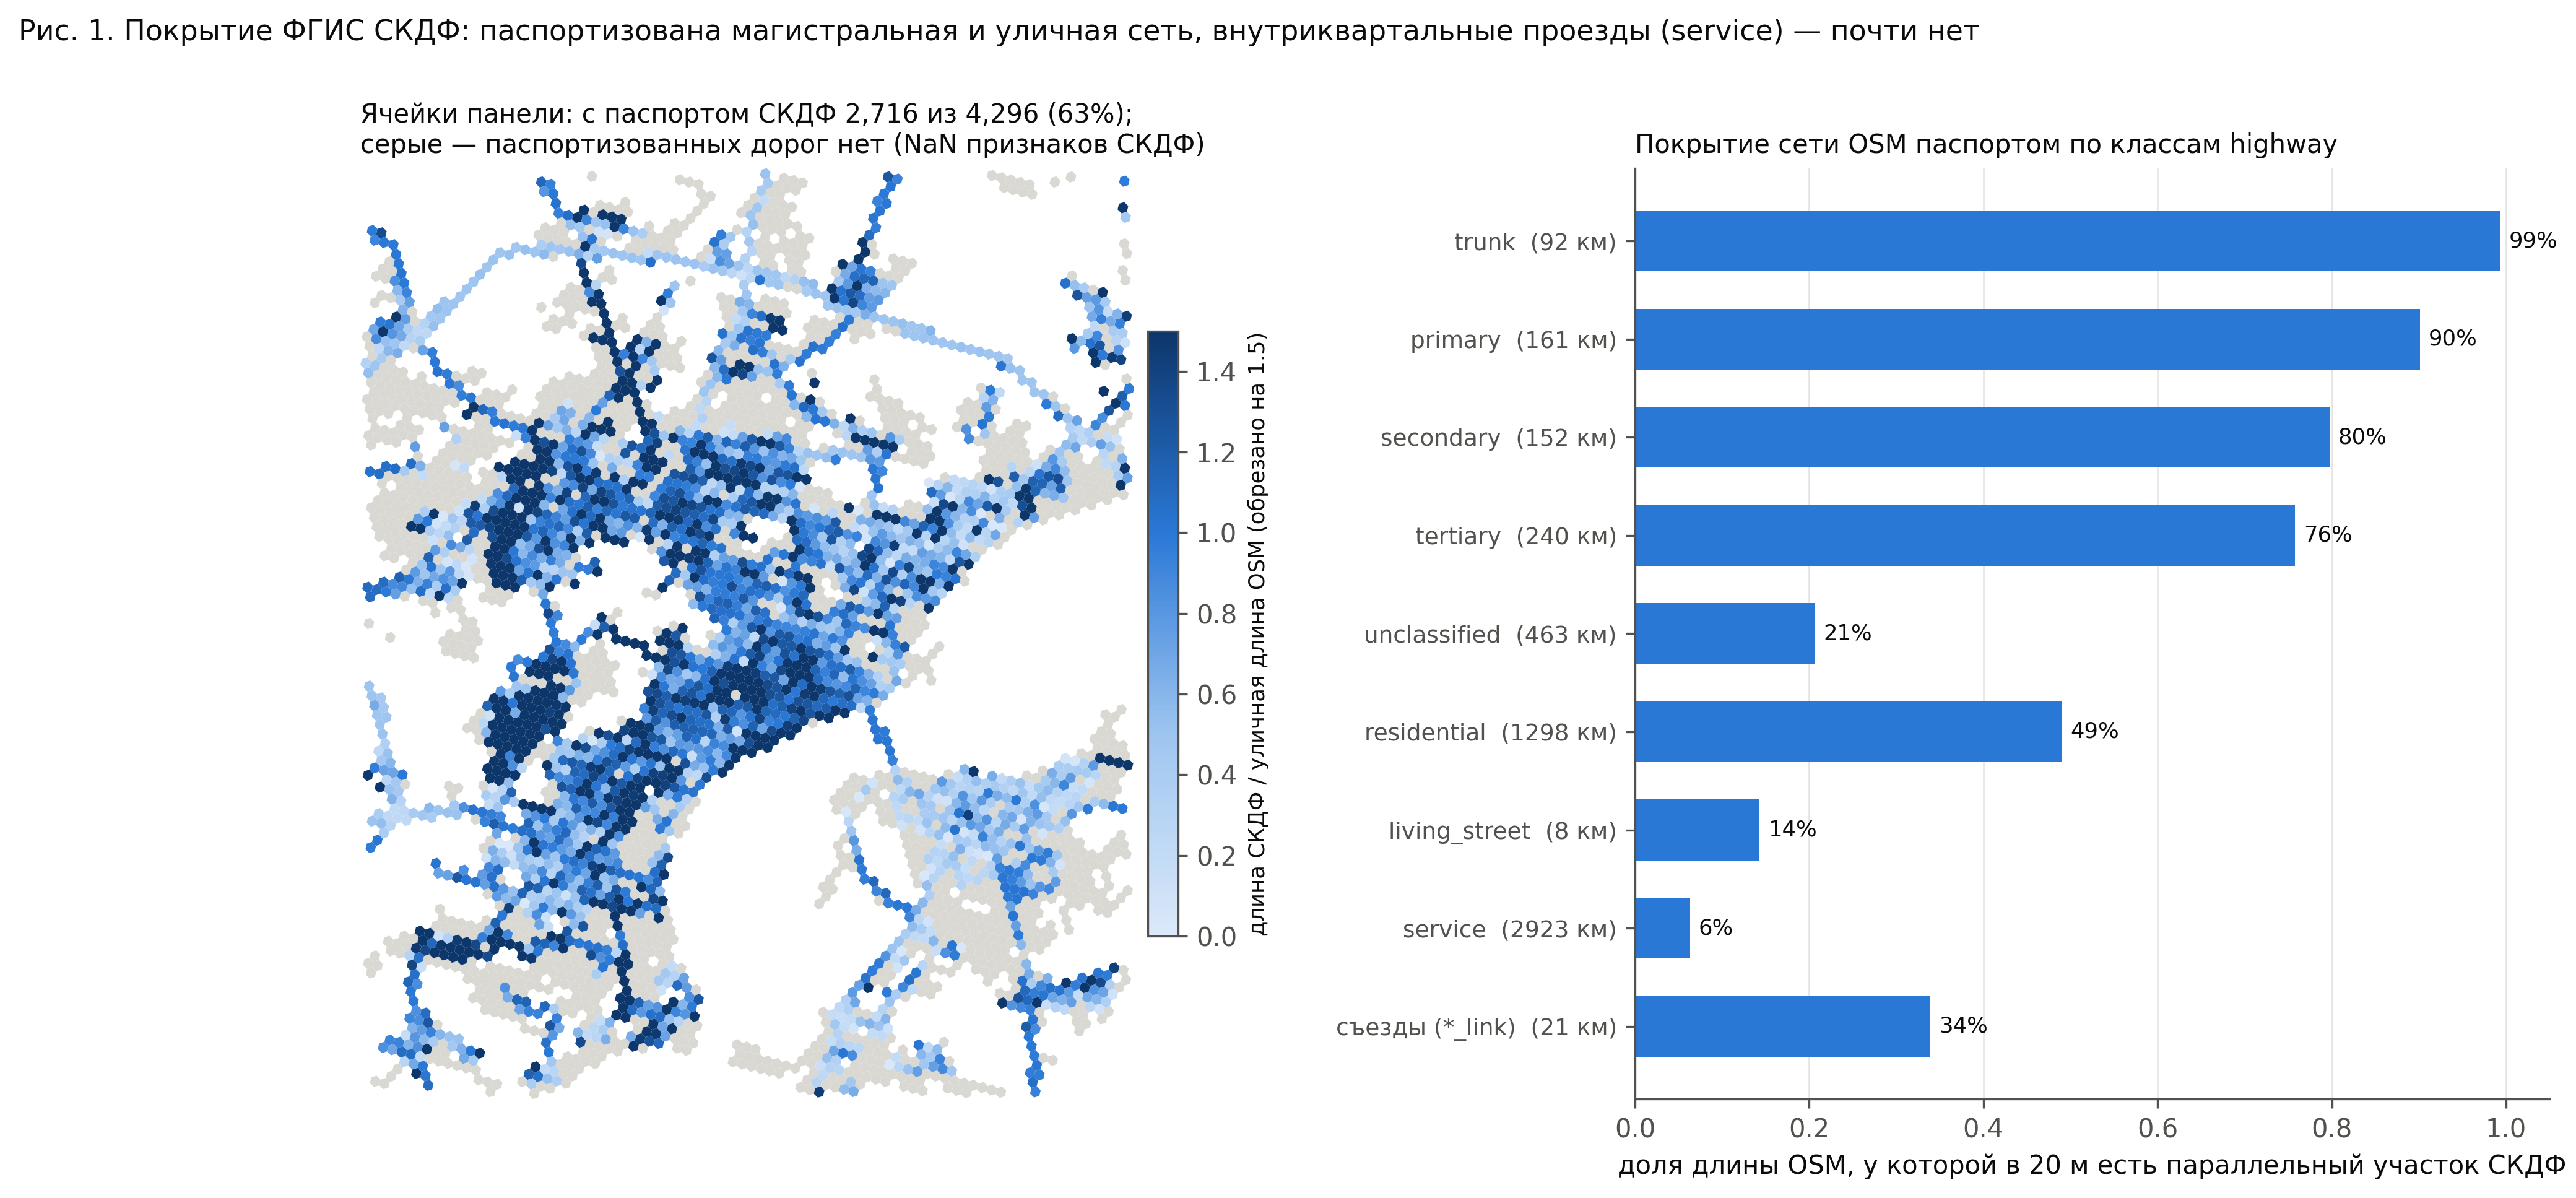 Рис. 1. Покрытие ФГИС СКДФ: паспортизована магистральная и уличная сеть, внутриквартальные проезды (service) — почти нет
Ячейки панели: с паспортом СКДФ 2,716 из 4,296 (63%);
серые — паспортизованных дорог нет (NaN признаков СКДФ)
1.4
1.2
1.0
0.8
0.6
0.4
0.2
0.0
длина СКДФ / уличная длина OSM (обрезано на 1.5)
Покрытие сети OSM паспортом по классам highway
trunk (92 км) 99%
primary (161 км) 90%
secondary (152 км) 80%
tertiary (240 км) 76%
unclassified (463 км) 21%
residential (1298 км) 49%
living_street (8 км) 14%
service (2923 км) 6%
съезды (*_link) (21 км) 34%
0.0 0.2 0.4 0.6 0.8 1.0
доля длины OSM, у которой в 20 м есть параллельный участок СКДФ